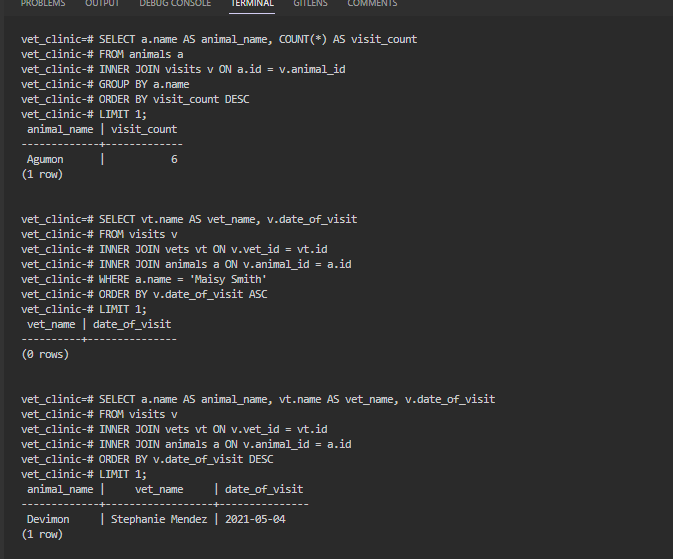 PROBLEMS OUTPUT DEBUG CONSOLE TERMINAL GITLENS COMMENTS
vet_clinic=# SELECT a.name AS animal_name, COUNT(*) AS visit_count
vet_clinic-# FROM animals a
vet_clinic-# INNER JOIN visits v ON a.id = v.animal_id
vet_clinic-# GROUP BY a.name
vet_clinic-# ORDER BY visit_count DESC
vet_clinic-# LIMIT 1;
 animal_name | visit_count
-------------+-------------
 Agumon      |           6
(1 row)
vet_clinic=# SELECT vt.name AS vet_name, v.date_of_visit
vet_clinic-# FROM visits v
vet_clinic-# INNER JOIN vets vt ON v.vet_id = vt.id
vet_clinic-# INNER JOIN animals a ON v.animal_id = a.id
vet_clinic-# WHERE a.name = 'Maisy Smith'
vet_clinic-# ORDER BY v.date_of_visit ASC
vet_clinic-# LIMIT 1;
 vet_name | date_of_visit
----------+---------------
(0 rows)
vet_clinic=# SELECT a.name AS animal_name, vt.name AS vet_name, v.date_of_visit
vet_clinic-# FROM visits v
vet_clinic-# INNER JOIN vets vt ON v.vet_id = vt.id
vet_clinic-# INNER JOIN animals a ON v.animal_id = a.id
vet_clinic-# ORDER BY v.date_of_visit DESC
vet_clinic-# LIMIT 1;
 animal_name |     vet_name     | date_of_visit
-------------+------------------+---------------
 Devimon     | Stephanie Mendez | 2021-05-04
(1 row)